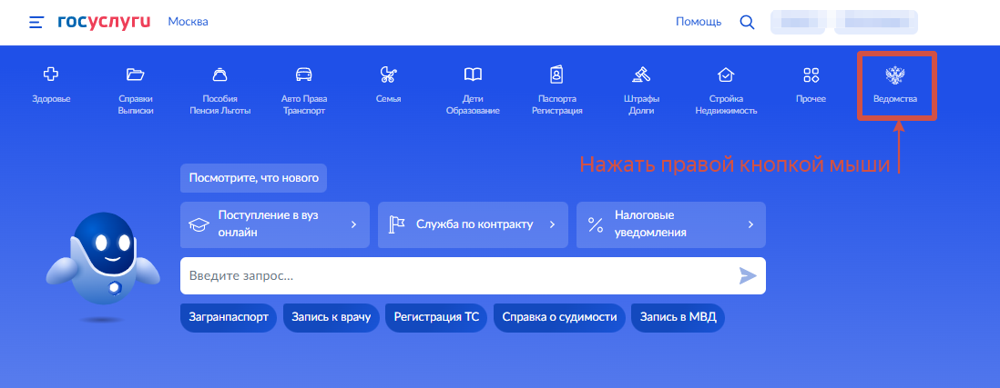 госуслуги Москва Помощь
Здоровье
Справки
Выписки
Пособия
Пенсия Льготы
Авто Права
Транспорт
Семья
Дети
Образование
Паспорта
Регистрация
Штрафы
Долги
Стройка
Недвижимость
Прочее
Ведомства
Нажать правой кнопкой мыши
Посмотрите, что нового
Поступление в вуз
онлайн
Служба по контракту
Налоговые
уведомления
Введите запрос...
Загранпаспорт Запись к врачу Регистрация ТС Справка о судимости Запись в МВД